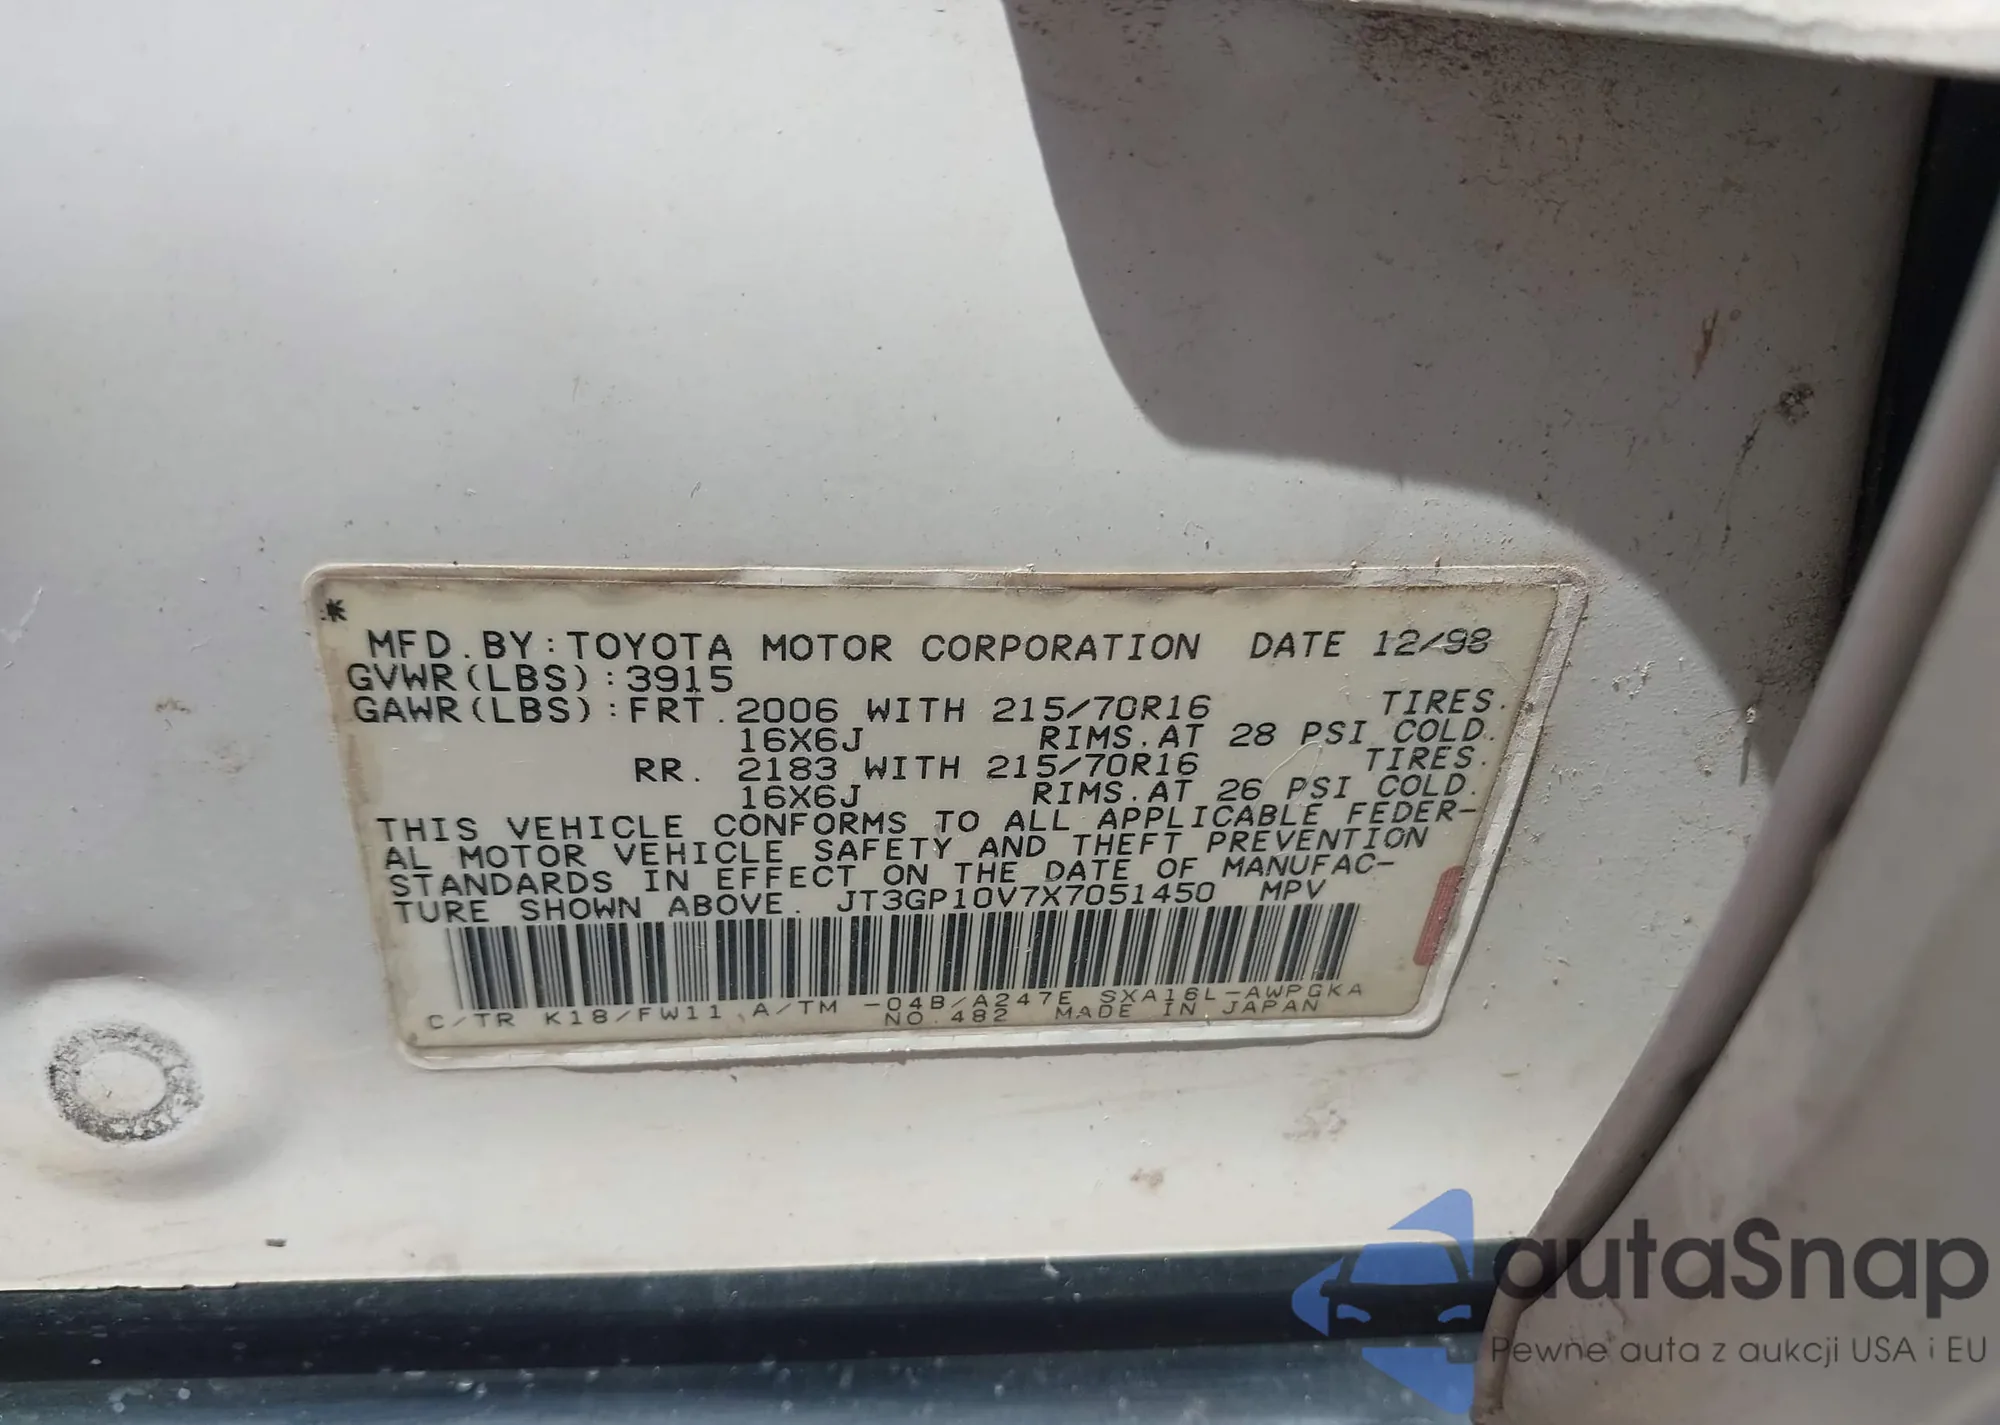 MFD. BY: TOYOTA MOTOR CORPORATION DATE 12/98
GVWR(LBS): 3915
GAWR(LBS): FRT. 2006 WITH 215/70R16 TIRES.
16X6J RIMS. AT 28 PSI COLD.
RR. 2183 WITH 215/70R16 TIRES.
16X6J RIMS. AT 26 PSI COLD.
THIS VEHICLE CONFORMS TO ALL APPLICABLE FEDER-
AL MOTOR VEHICLE SAFETY AND THEFT PREVENTION
STANDARDS IN EFFECT ON THE DATE OF MANUFAC-
TURE SHOWN ABOVE. JT3GP10V7X7051450 MPV
C/TR K18/FW11 A/TM -04B/A247E SXA16L-AWPGKA
NO. 482 MADE IN JAPAN
autaSnap
Pewne auta z aukcji USA i EU